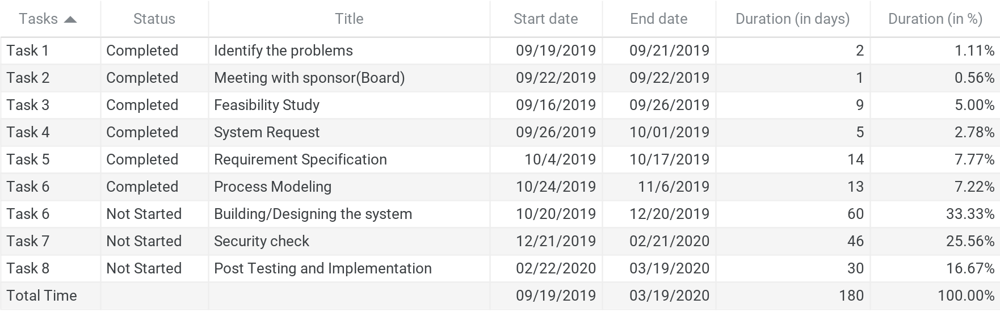 Tasks Status Title Start date End date Duration (in days) Duration (in %)
Task 1 Completed Identify the problems 09/19/2019 09/21/2019 2 1.11%
Task 2 Completed Meeting with sponsor(Board) 09/22/2019 09/22/2019 1 0.56%
Task 3 Completed Feasibility Study 09/16/2019 09/26/2019 9 5.00%
Task 4 Completed System Request 09/26/2019 10/01/2019 5 2.78%
Task 5 Completed Requirement Specification 10/4/2019 10/17/2019 14 7.77%
Task 6 Completed Process Modeling 10/24/2019 11/6/2019 13 7.22%
Task 6 Not Started Building/Designing the system 10/20/2019 12/20/2019 60 33.33%
Task 7 Not Started Security check 12/21/2019 02/21/2020 46 25.56%
Task 8 Not Started Post Testing and Implementation 02/22/2020 03/19/2020 30 16.67%
Total Time 09/19/2019 03/19/2020 180 100.00%